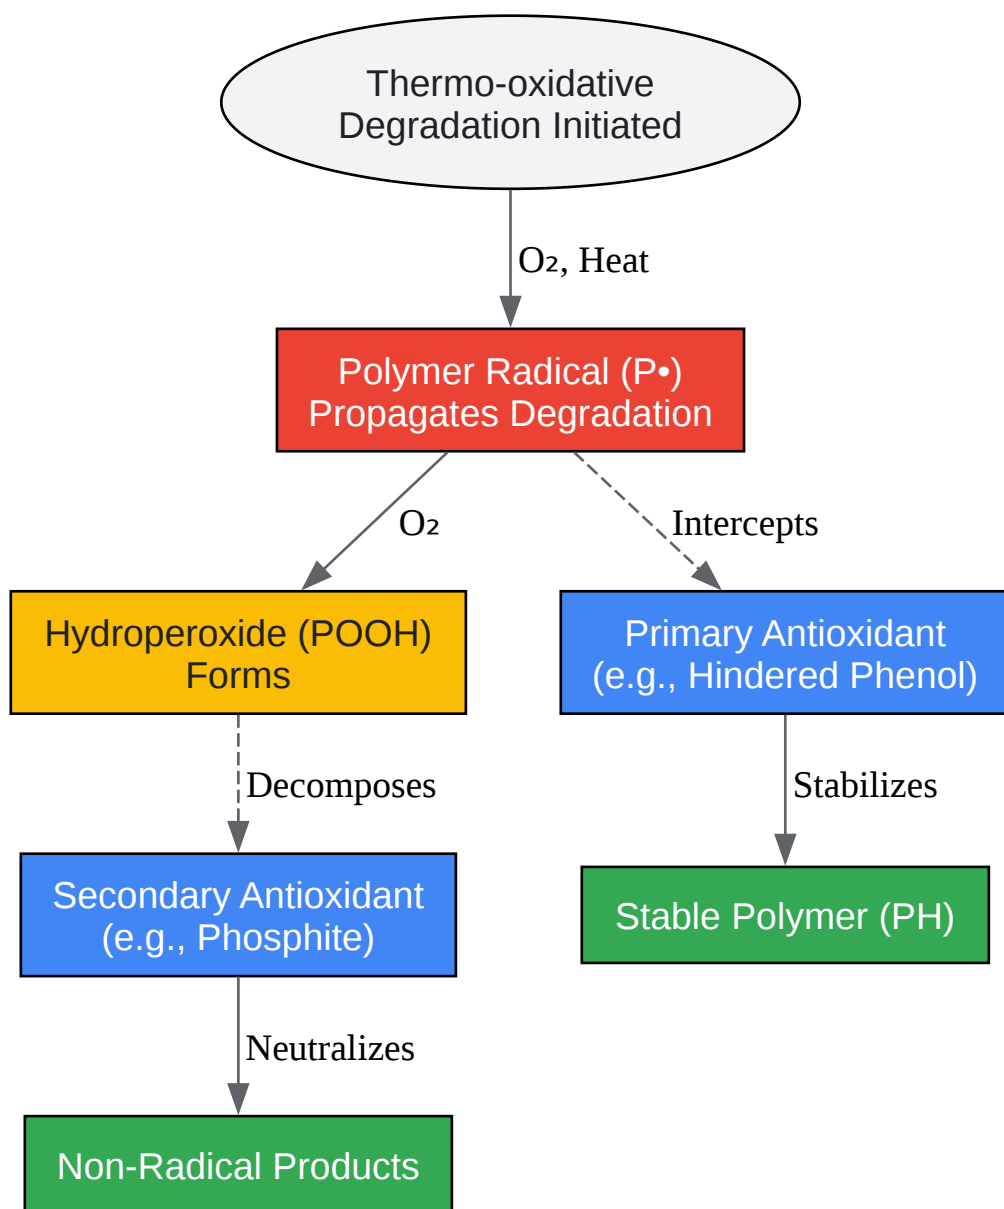 Thermo-oxidative
Degradation Initiated
O₂, Heat
Polymer Radical (P•)
Propagates Degradation
O₂
Intercepts
Hydroperoxide (POOH)
Forms
Primary Antioxidant
(e.g., Hindered Phenol)
Decomposes
Stabilizes
Secondary Antioxidant
(e.g., Phosphite)
Stable Polymer (PH)
Neutralizes
Non-Radical Products